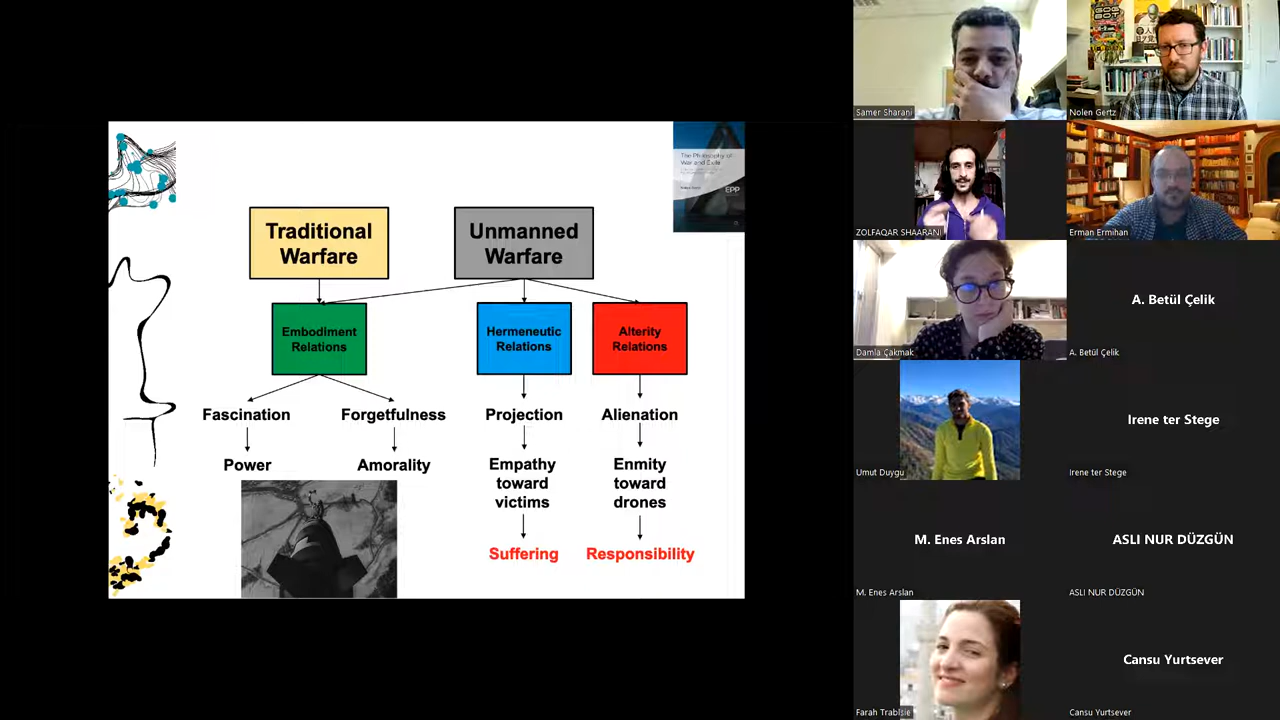 The Philosophy of
War and Exile
EPP
Traditional
Warfare
Unmanned
Warfare
Embodiment
Relations
Hermeneutic
Relations
Alterity
Relations
Fascination
Forgetfulness
Projection
Alienation
Power
Amorality
Empathy
toward
victims
Enmity
toward
drones
Suffering
Responsibility
Samer Sharani
Nolen Gertz
ZOLFAQAR SHAARANI
Erman Ermihan
Damla Çakmak
A. Betül Çelik
A. Betül Çelik
Umut Duygu
Irene ter Stege
Irene ter Stege
M. Enes Arslan
M. Enes Arslan
ASLI NUR DÜZGÜN
ASLI NUR DÜZGÜN
Farah Trablsie
Cansu Yurtsever
Cansu Yurtsever